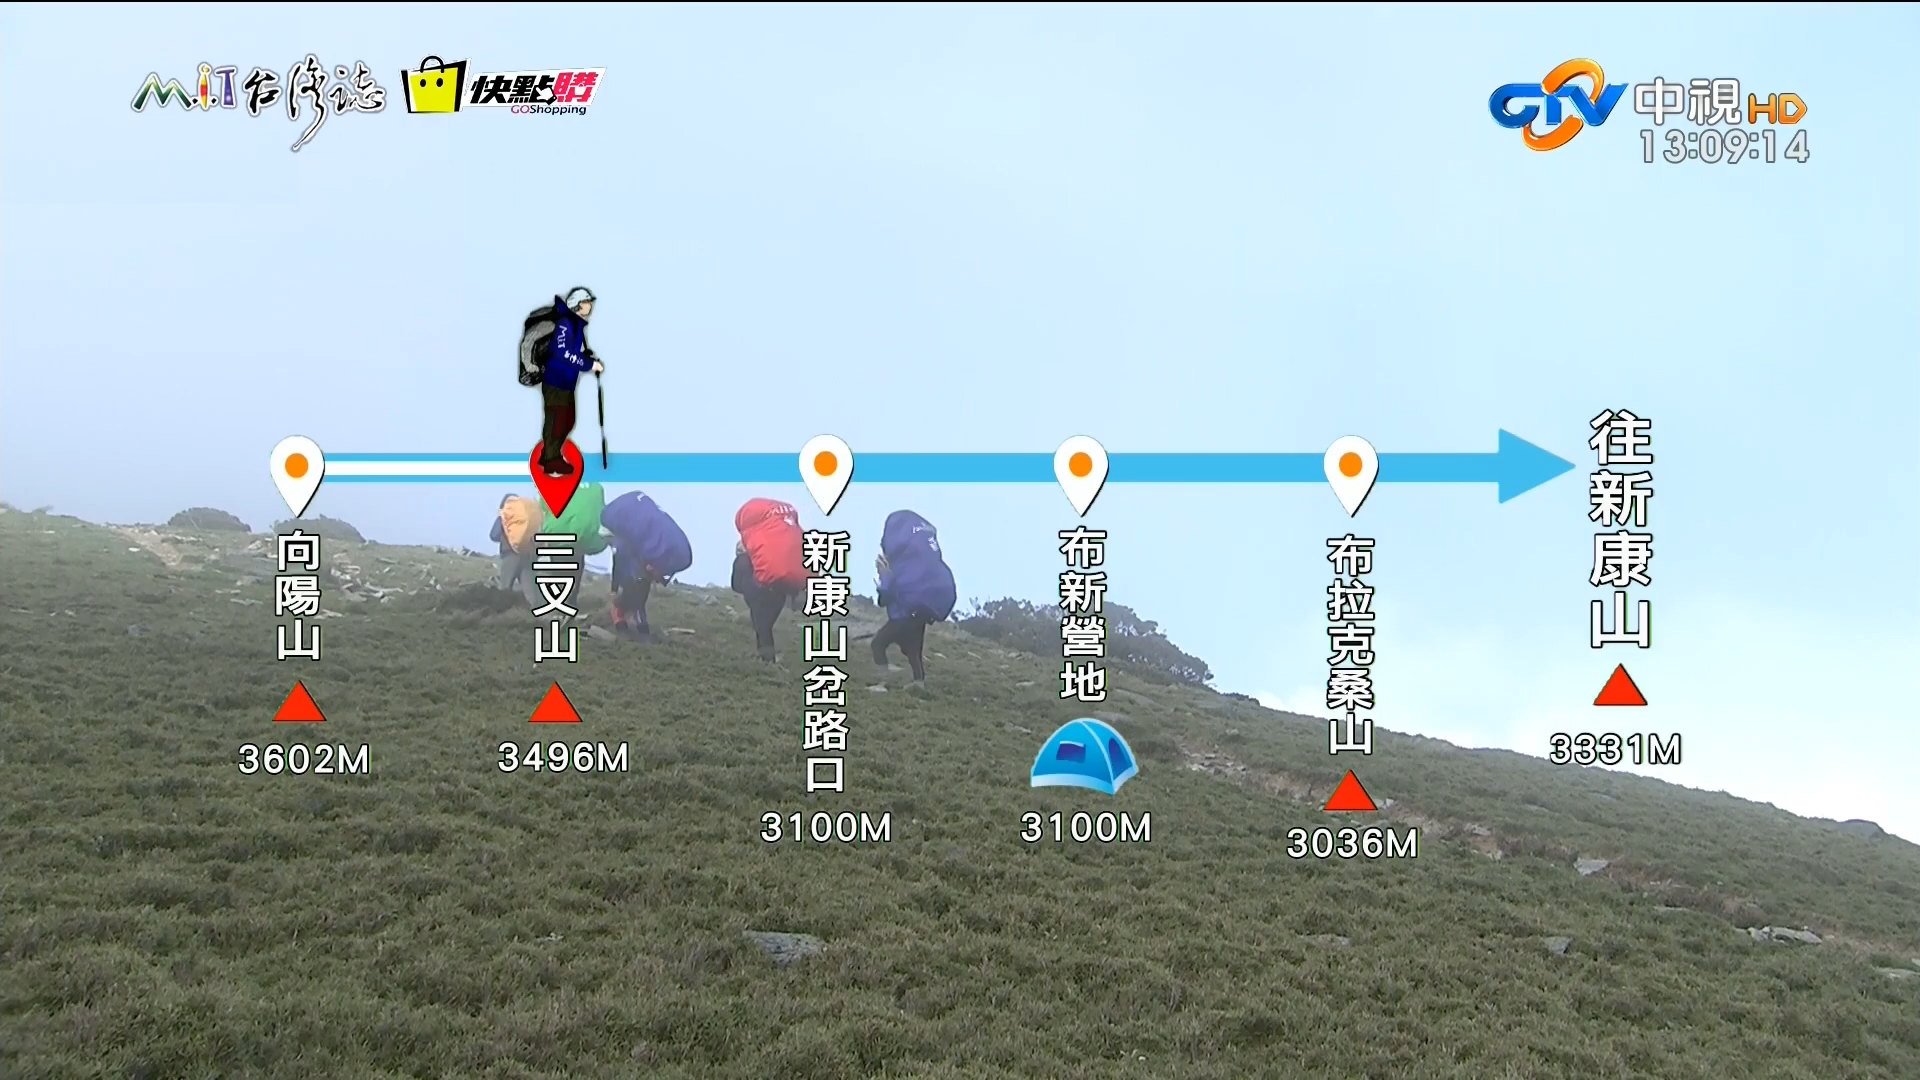 M.I.T台灣誌
快點購
GOShopping
CTV 中視HD
13:09:14
向陽山
3602M
三叉山
3496M
新康山岔路口
3100M
布新營地
3100M
布拉克桑山
3036M
往新康山
3331M